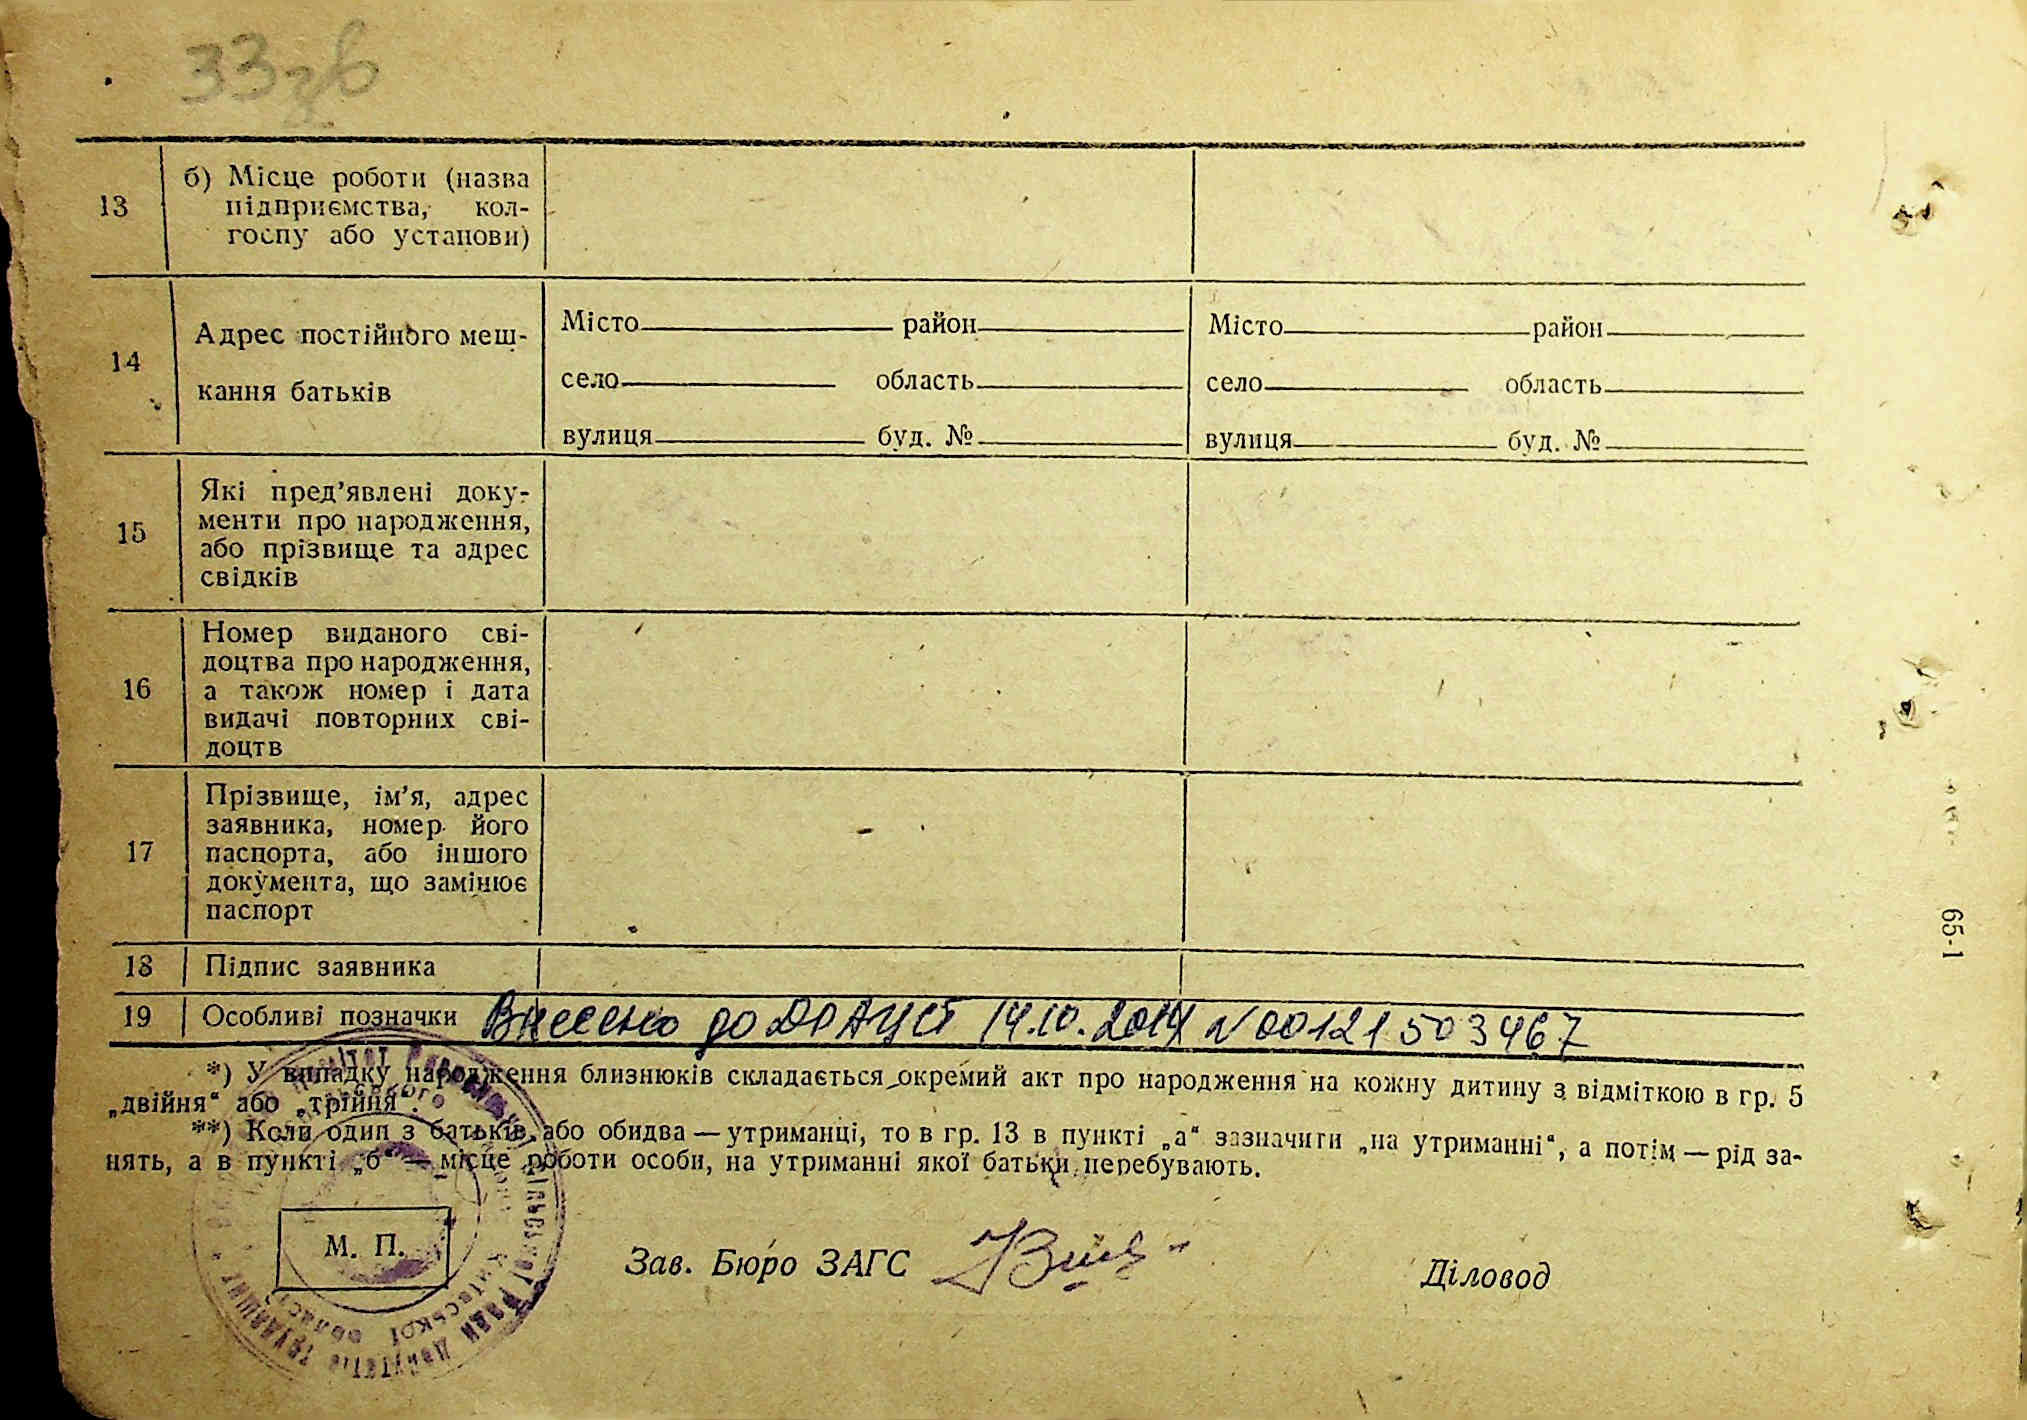 33зв
13
б) Місце роботи (назва
підприємства, кол-
госпу або установи)
14
Адрес постійного меш-
кання батьків
Місто район
село область
вулиця буд. №
Місто район
село область
вулиця буд. №
15
Які пред’явлені доку-
менти про народження,
або прізвище та адрес
свідків
16
Номер виданого сві-
доцтва про народження,
а також номер і дата
видачі повторних сві-
доцтв
17
Прізвище, ім’я, адрес
заявника, номер його
паспорта, або іншого
документа, що замінює
паспорт
18 Підпис заявника
19 Особливі позначки Внесено до ДРАЦСГ 14.10. N 00121503467
*) У випадку народження близнюків складається окремий акт про народження на кожну дитину з відміткою в гр. 5
„двійня“ або „трійня“.
**) Коли один з батьків, або обидва — утриманці, то в гр. 13 в пункті „а“ зазначити „на утриманні“, а потім — рід за-
нять, а в пункті „б“ — місце роботи особи, на утриманні якої батьки перебувають.
М. П.
Зав. Бюро ЗАГС
Діловод
65-1